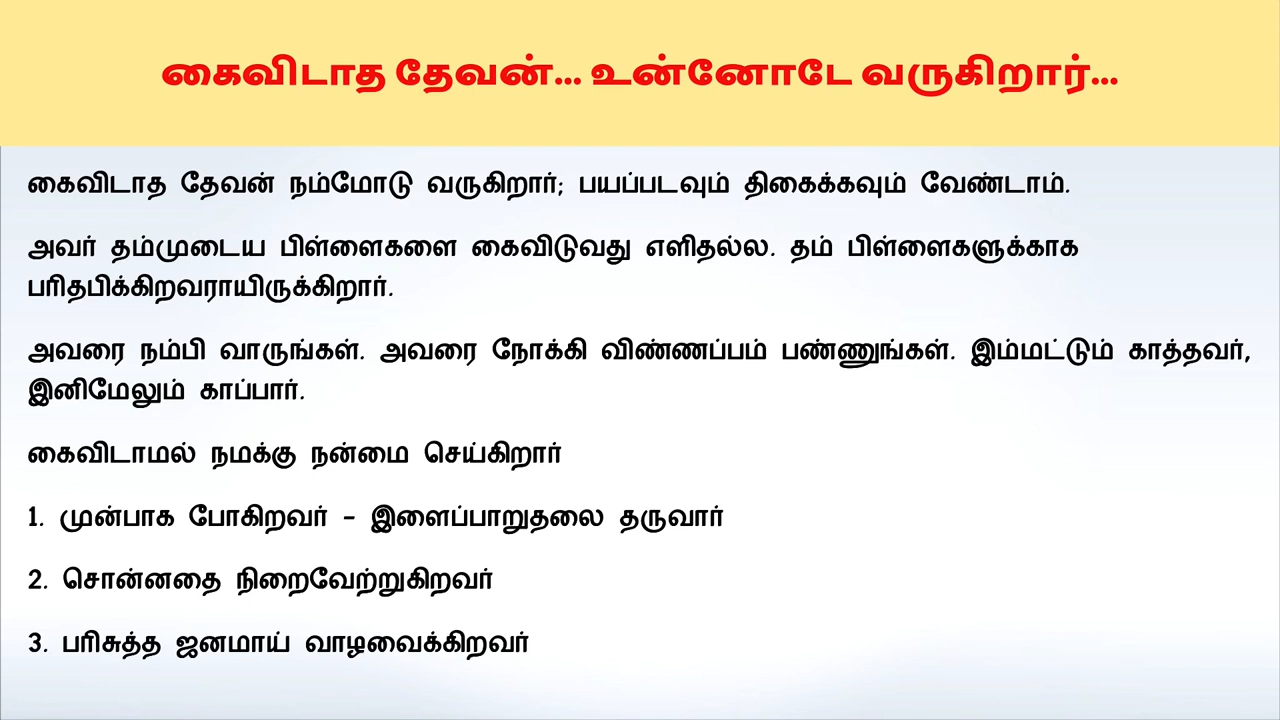 கைவிடாத தேவன்... உன்னோடே வருகிறார்...
கைவிடாத தேவன் நம்மோடு வருகிறார்; பயப்படவும் திகைக்கவும் வேண்டாம்.
அவர் தம்முடைய பிள்ளைகளை கைவிடுவது எளிதல்ல. தம் பிள்ளைகளுக்காக
பரிதபிக்கிறவராயிருக்கிறார்.
அவரை நம்பி வாருங்கள். அவரை நோக்கி விண்ணப்பம் பண்ணுங்கள். இம்மட்டும் காத்தவர்,
இனிமேலும் காப்பார்.
கைவிடாமல் நமக்கு நன்மை செய்கிறார்
1. முன்பாக போகிறவர் - இளைப்பாறுதலை தருவார்
2. சொன்னதை நிறைவேற்றுகிறவர்
3. பரிசுத்த ஜனமாய் வாழவைக்கிறவர்